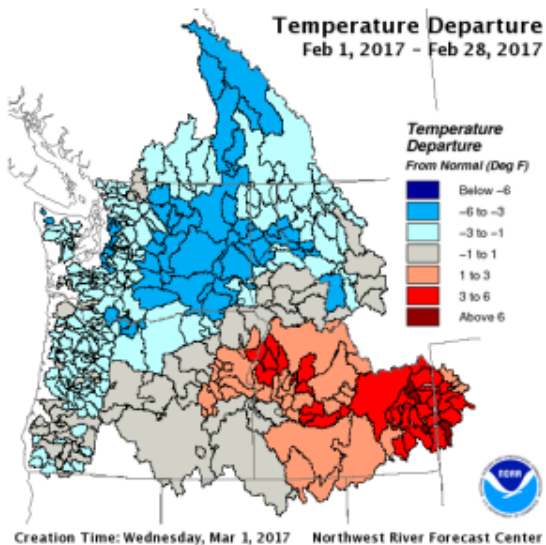 Temperature Departure
Feb 1, 2017 - Feb 28, 2017
Temperature
Departure
From Normal (Deg F)
Below -6
-6 to -3
-3 to -1
-1 to 1
1 to 3
3 to 6
Above 6
NOAA
Creation Time: Wednesday, Mar 1, 2017 Northwest River Forecast Center